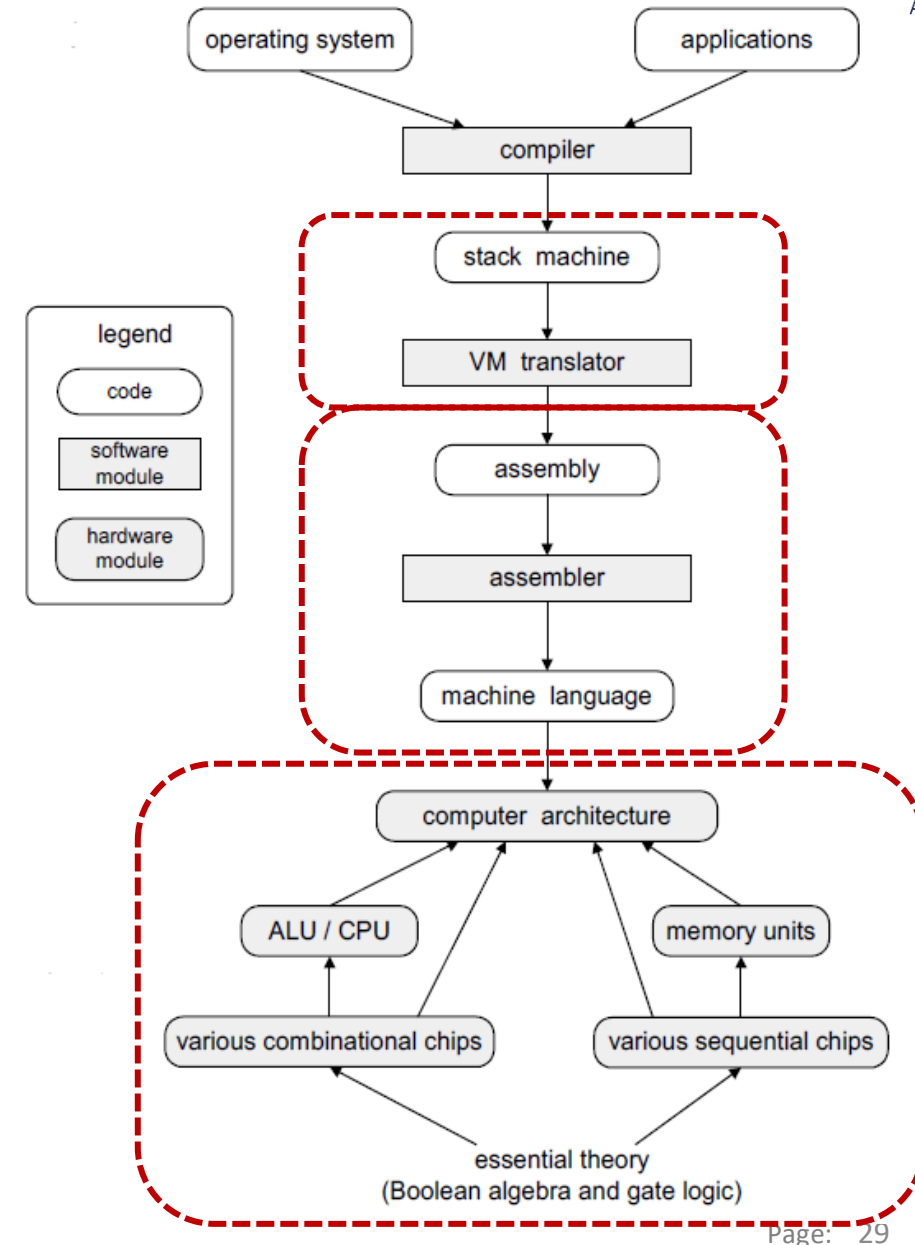 A
operating system
applications
compiler
stack machine
VM translator
legend
code
software
module
hardware
module
assembly
assembler
machine language
computer architecture
ALU / CPU
memory units
various combinational chips
various sequential chips
essential theory
(Boolean algebra and gate logic)
Page: 29